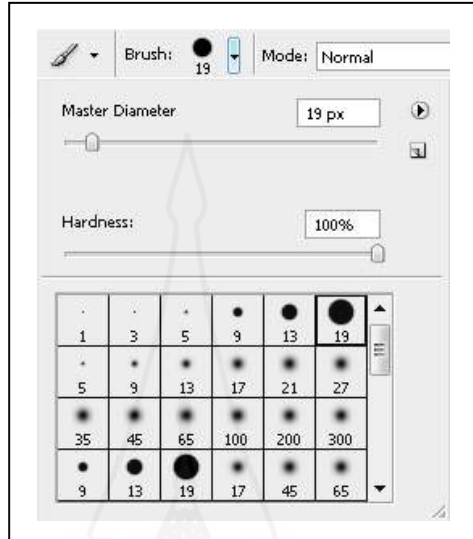 Brush: 19 Mode: Normal
Master Diameter 19 px
Hardness: 100%
1 3 5 9 13 19
5 9 13 17 21 27
35 45 65 100 200 300
9 13 19 17 45 65